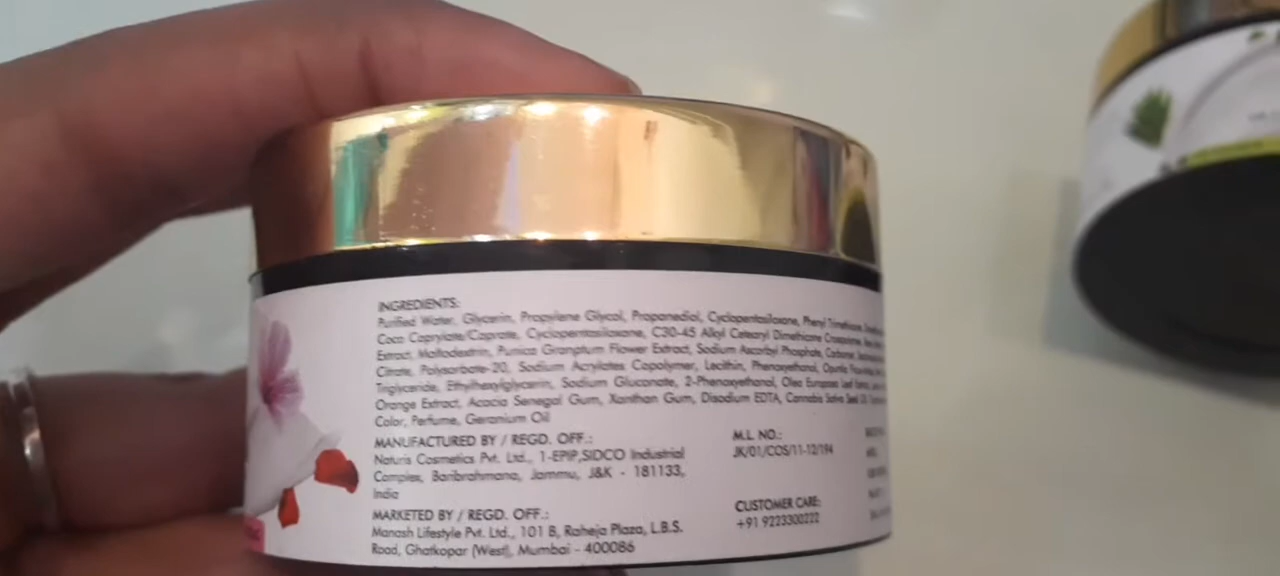 INGREDIENTS:
Purified Water, Glycerin, Propylene Glycol, Propanediol, Cyclopentasiloxane, Phenyl Trimethicone,
Coco Caprylate/Caprate, Cyclopentasiloxane, C30-45 Alkyl Cetearyl Dimethicone Crosspolymer,
Extract, Maltodextrin, Punica Granatum Flower Extract, Sodium Ascorbyl Phosphate, Carbomer,
Citrate, Polysorbate-20, Sodium Acrylates Copolymer, Lecithin, Phenoxyethanol, Opuntia
Triglyceride, Ethylhexylglycerin, Sodium Gluconate, 2-Phenoxyethanol, Olea Europaea Leaf Extract,
Orange Extract, Acacia Senegal Gum, Xanthan Gum, Disodium EDTA, Cannabis Sativa Seed Oil,
Color, Perfume, Geranium Oil
MANUFACTURED BY / REGD. OFF.:
Naturis Cosmetics Pvt. Ltd., 1-EPIP,SIDCO Industrial
Complex, Baribrahmana, Jammu, J&K - 181133,
India
MARKETED BY / REGD. OFF.:
Manash Lifestyle Pvt. Ltd., 101 B, Raheja Plaza, L.B.S.
Road, Ghatkopar (West), Mumbai - 400086
M.L. NO.:
JK/01/COS/11-12/194
CUSTOMER CARE:
+91 9223300222